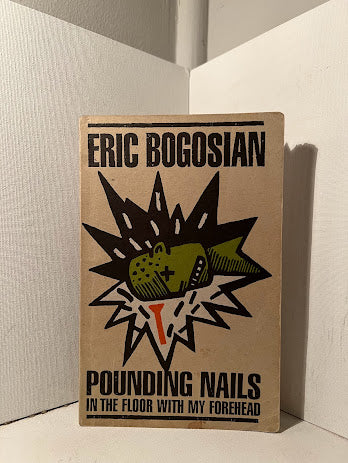 ERIC BOGOSIAN
POUNDING NAILS
IN THE FLOOR WITH MY FOREHEAD